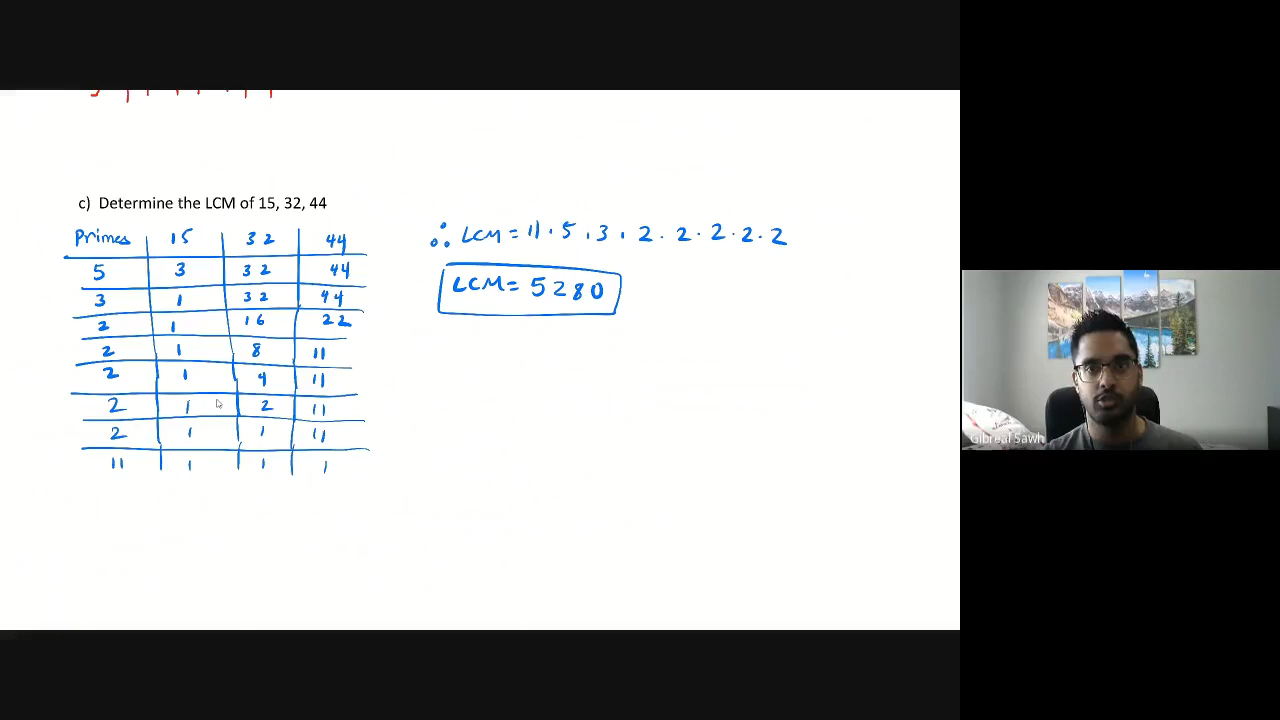 c) Determine the LCM of 15, 32, 44
Primes 15 32 44
5 3 32 44
3 1 32 44
2 1 16 22
2 1 8 11
2 1 4 11
2 1 2 11
2 1 1 11
11 1 1 1
∴ LCM = 11 . 5 . 3 . 2 . 2 . 2 . 2 . 2
LCM = 5280
Gibreal Sawh